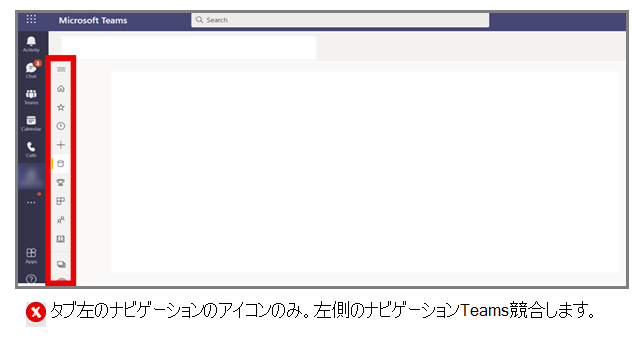 Microsoft Teams
Search
Activity
Chat
Teams
Calendar
Calls
Apps
タブ左のナビゲーションのアイコンのみ。左側のナビゲーションTeams競合します。